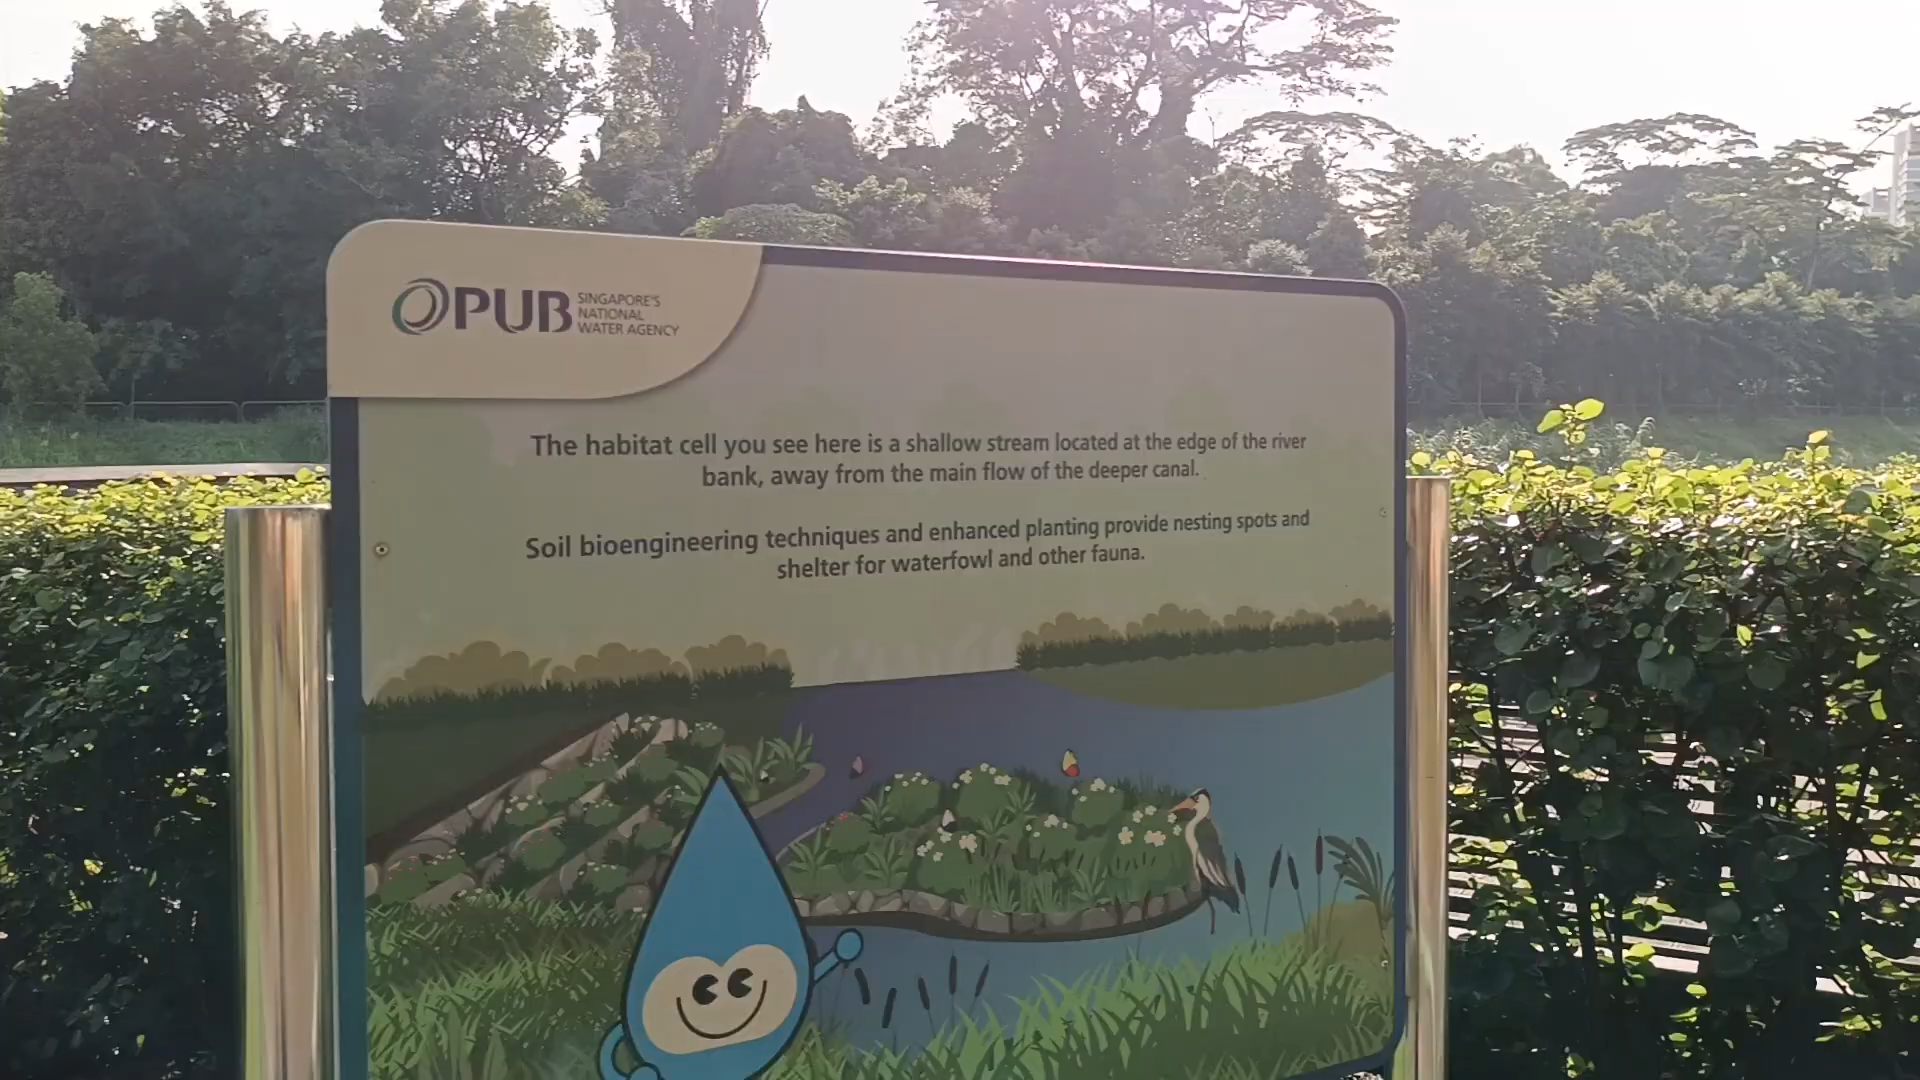 PUB
SINGAPORE'S
NATIONAL
WATER AGENCY
The habitat cell you see here is a shallow stream located at the edge of the river
bank, away from the main flow of the deeper canal.
Soil bioengineering techniques and enhanced planting provide nesting spots and
shelter for waterfowl and other fauna.